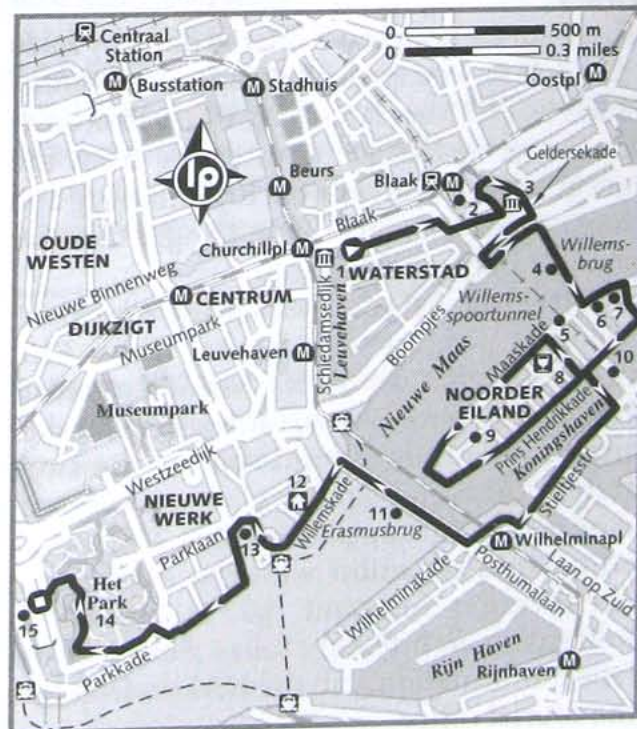 0 500 m
0 0.3 miles
Centraal
Station
M Busstation
M Stadhuis
Oostpl M
lp
Beurs
M
Blaak M
2
3
Geldersekade
OUDE
WESTEN
Churchillpl M
Blaak
1 WATERSTAD
4
Willems-
brug
Nieuwe Binnenweg
M CENTRUM
DIJKZIGT
Museumpark
Leuvehaven M
Schiedamsedijk
Leuvehaven
Boompjes
Willems-
spoortunnel
5
6
7
10
Maaskade
8
Nieuwe Maas
NOORDER
EILAND
9
Prins Hendrikkade
Koningshaven
Museumpark
Westzeedijk
Stieltjesstr
NIEUWE
WERK
12
Willemskade
11
Erasmusbrug
M Wilhelminapl
Parklaan
13
Het
Park
14
15
Parkkade
Wilhelminakade
Posthumalaan
Laan op Zuid
Rijn Haven
Rijnhaven M